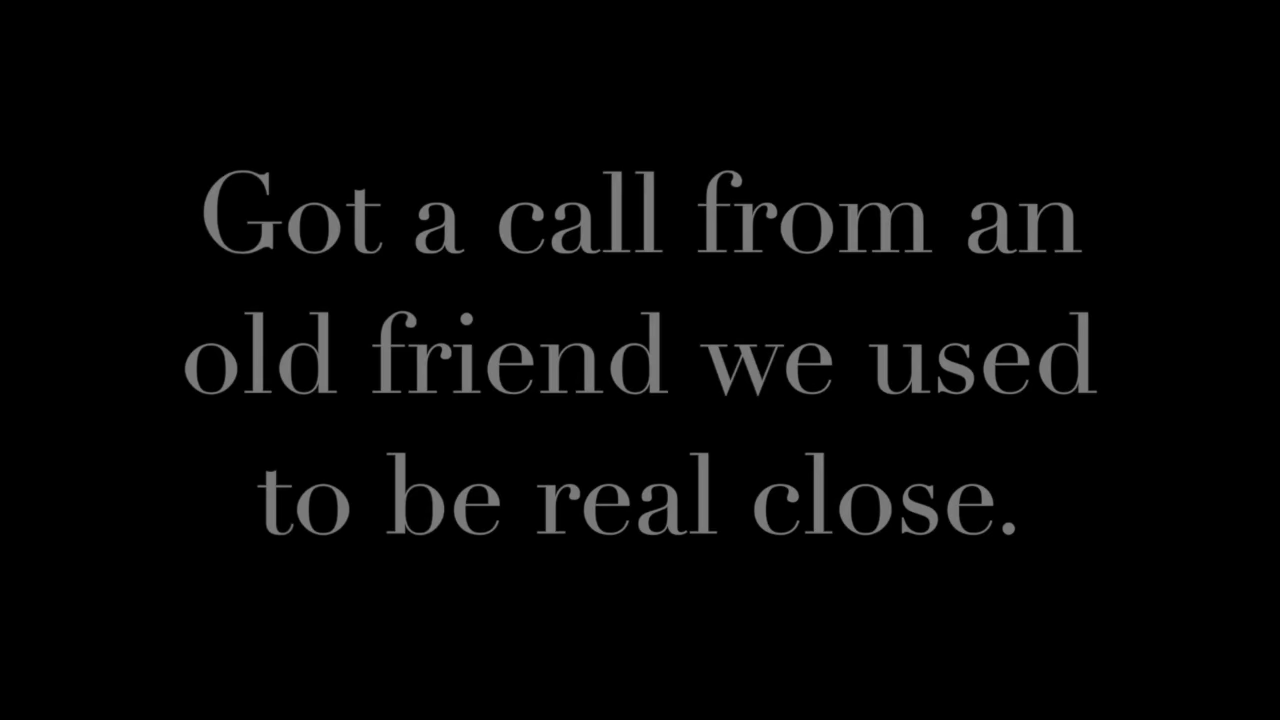 Got a call from an
old friend we used
to be real close.